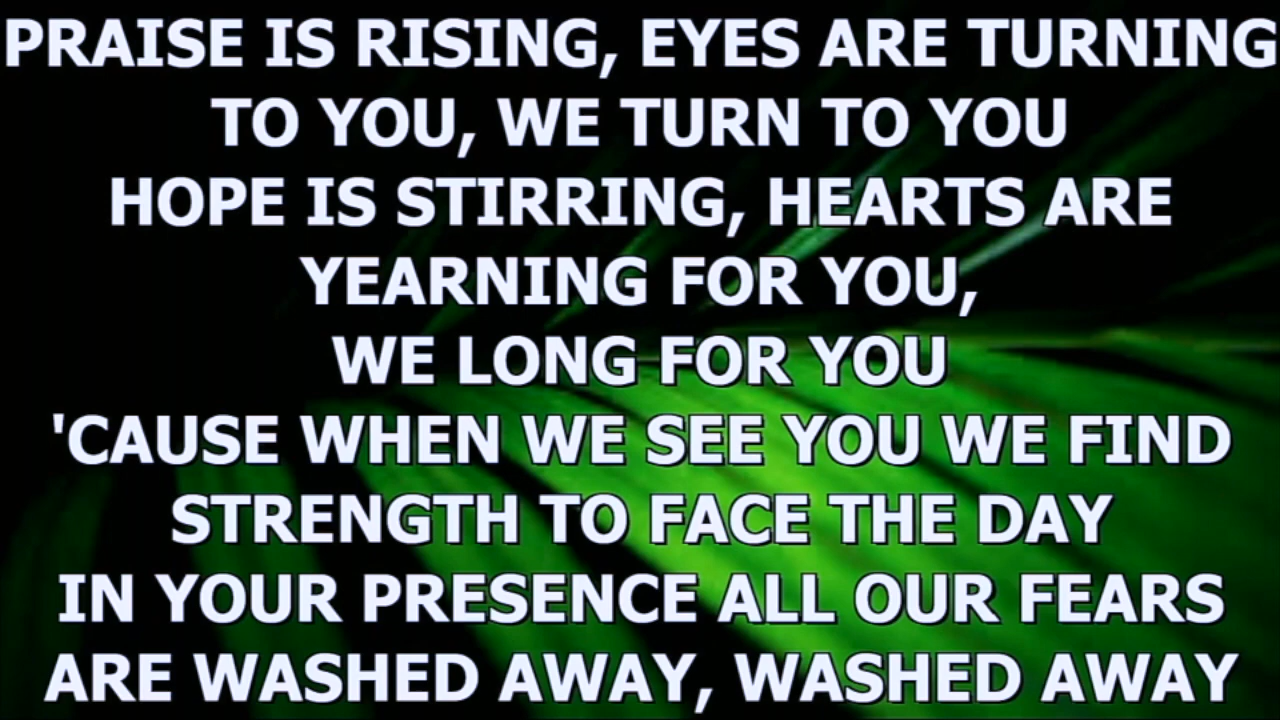 PRAISE IS RISING, EYES ARE TURNING
TO YOU, WE TURN TO YOU
HOPE IS STIRRING, HEARTS ARE
YEARNING FOR YOU,
WE LONG FOR YOU
'CAUSE WHEN WE SEE YOU WE FIND
STRENGTH TO FACE THE DAY
IN YOUR PRESENCE ALL OUR FEARS
ARE WASHED AWAY, WASHED AWAY